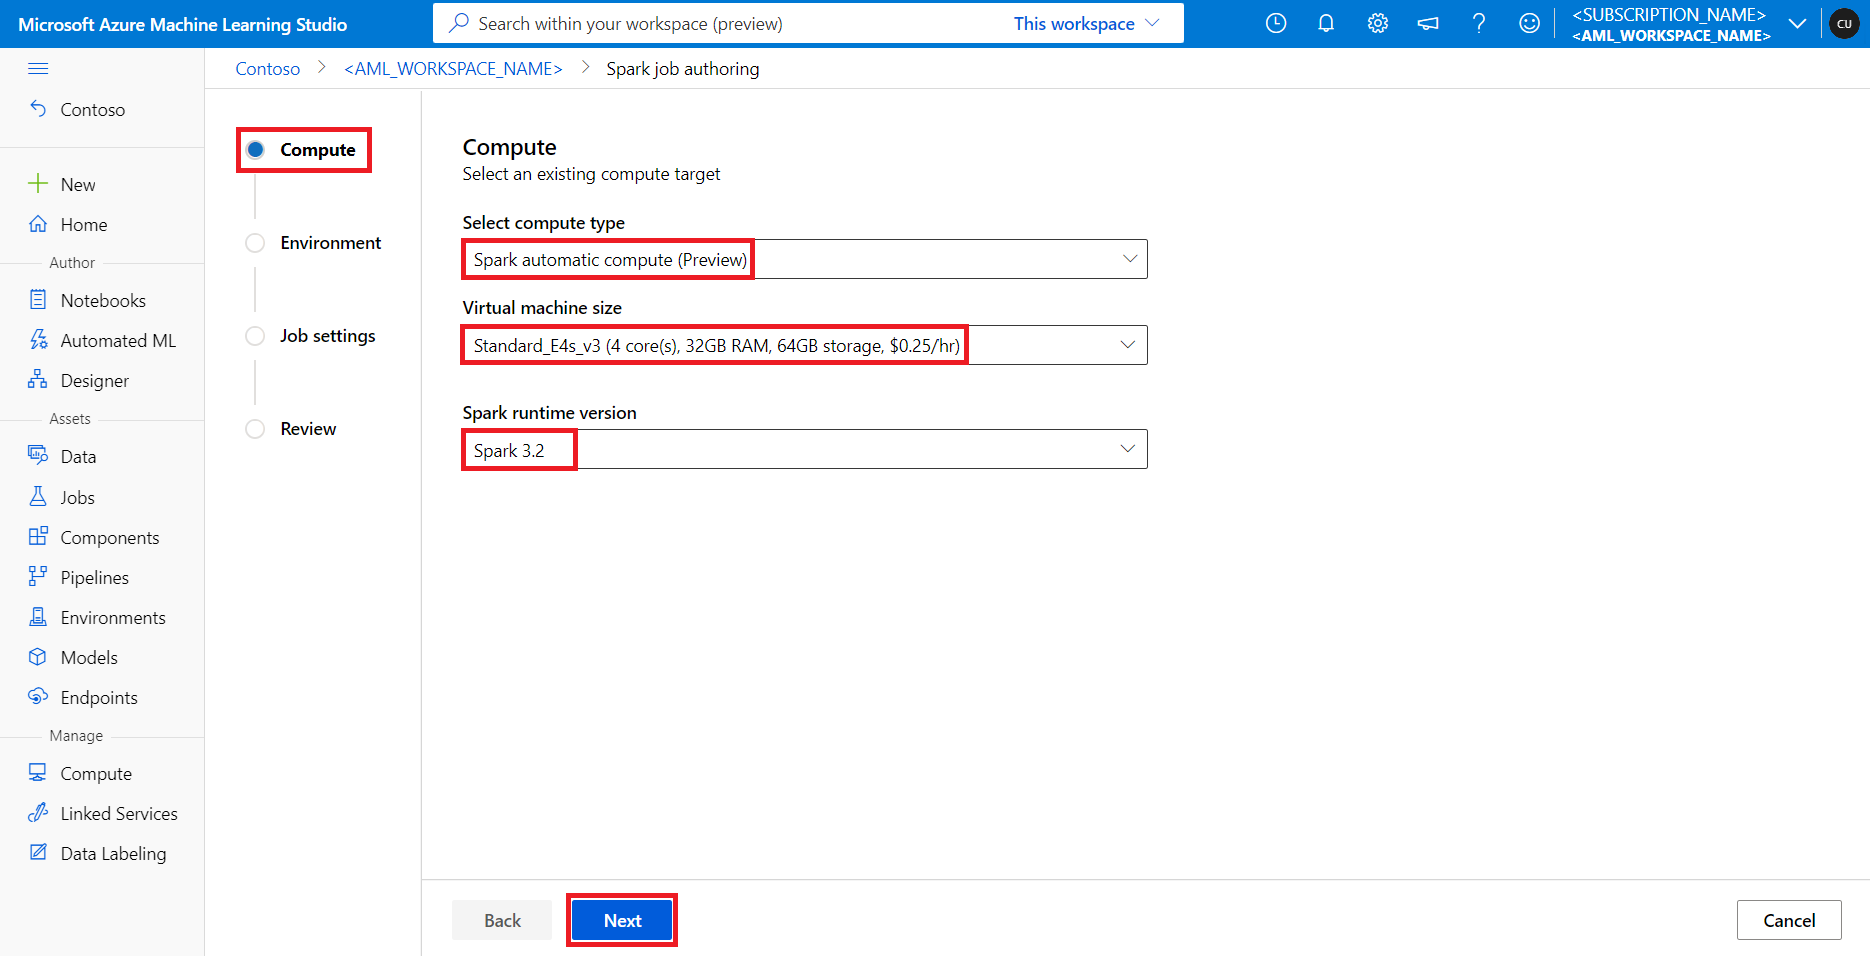 Microsoft Azure Machine Learning Studio
Search within your workspace (preview)
This workspace
<SUBSCRIPTION_NAME>
<AML_WORKSPACE_NAME>
CU
Contoso
<AML_WORKSPACE_NAME>
Spark job authoring
Contoso
New
Home
Author
Notebooks
Automated ML
Designer
Assets
Data
Jobs
Components
Pipelines
Environments
Models
Endpoints
Manage
Compute
Linked Services
Data Labeling
Compute
Environment
Job settings
Review
Compute
Select an existing compute target
Select compute type
Spark automatic compute (Preview)
Virtual machine size
Standard_E4s_v3 (4 core(s), 32GB RAM, 64GB storage, $0.25/hr)
Spark runtime version
Spark 3.2
Back
Next
Cancel